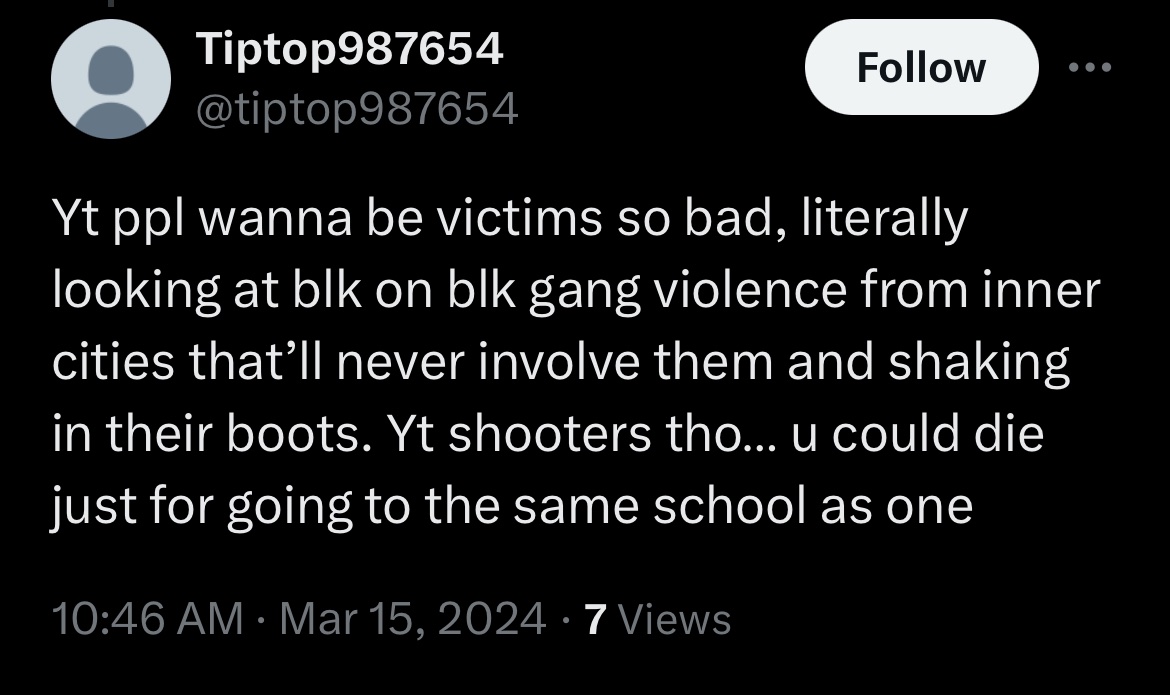 Tiptop987654
@tiptop987654
Follow
Yt ppl wanna be victims so bad, literally
looking at blk on blk gang violence from inner
cities that’ll never involve them and shaking
in their boots. Yt shooters tho... u could die
just for going to the same school as one
10:46 AM · Mar 15, 2024 · 7 Views